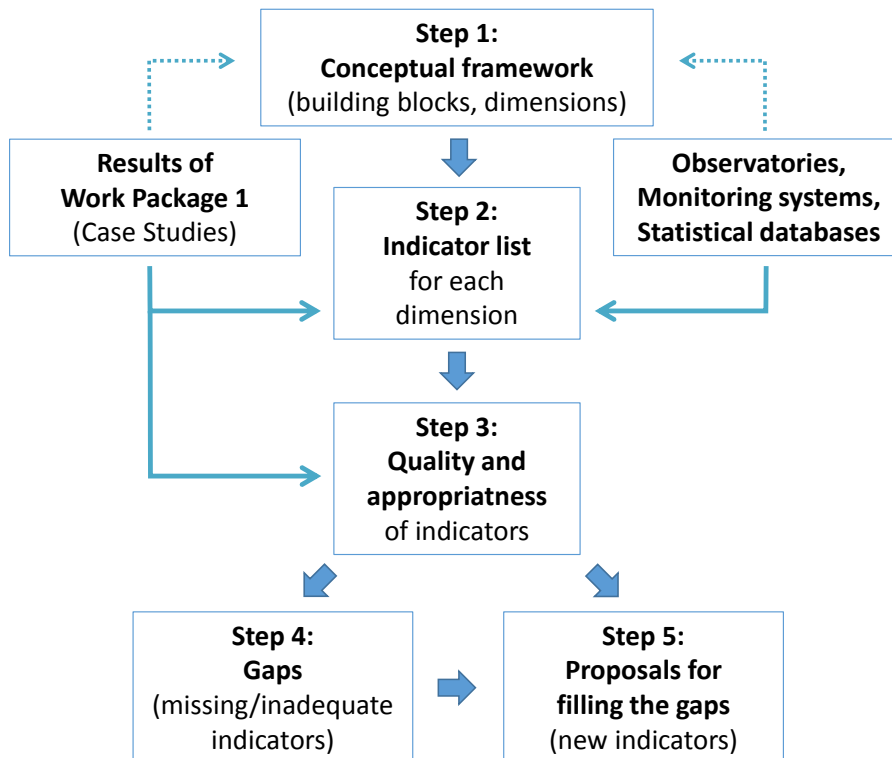 Step 1:
Conceptual framework
(building blocks, dimensions)
Results of
Work Package 1
(Case Studies)
Observatories,
Monitoring systems,
Statistical databases
Step 2:
Indicator list
for each
dimension
Step 3:
Quality and
appropriatness
of indicators
Step 4:
Gaps
(missing/inadequate
indicators)
Step 5:
Proposals for
filling the gaps
(new indicators)